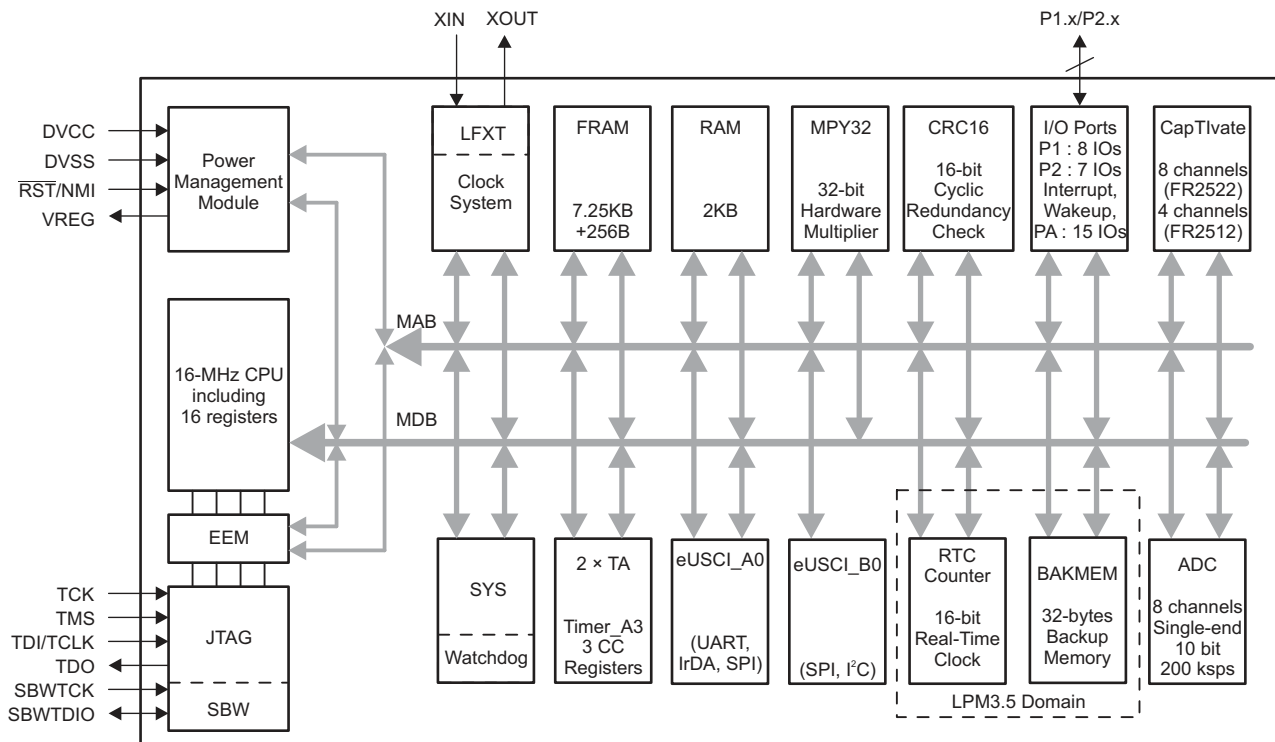 XIN
XOUT
P1.x/P2.x
DVCC
DVSS
RST/NMI
VREG
Power
Management
Module
LFXT
Clock
System
FRAM
7.25KB
+256B
RAM
2KB
MPY32
32-bit
Hardware
Multiplier
CRC16
16-bit
Cyclic
Redundancy
Check
I/O Ports
P1 : 8 IOs
P2 : 7 IOs
Interrupt,
Wakeup,
PA : 15 IOs
CapTIvate
8 channels
(FR2522)
4 channels
(FR2512)
MAB
16-MHz CPU
including
16 registers
MDB
EEM
TCK
TMS
TDI/TCLK
TDO
SBWTCK
SBWTDIO
JTAG
SBW
SYS
Watchdog
2 × TA
Timer_A3
3 CC
Registers
eUSCI_A0
(UART,
IrDA, SPI)
eUSCI_B0
(SPI, I²C)
RTC
Counter
16-bit
Real-Time
Clock
BAKMEM
32-bytes
Backup
Memory
LPM3.5 Domain
ADC
8 channels
Single-end
10 bit
200 ksps